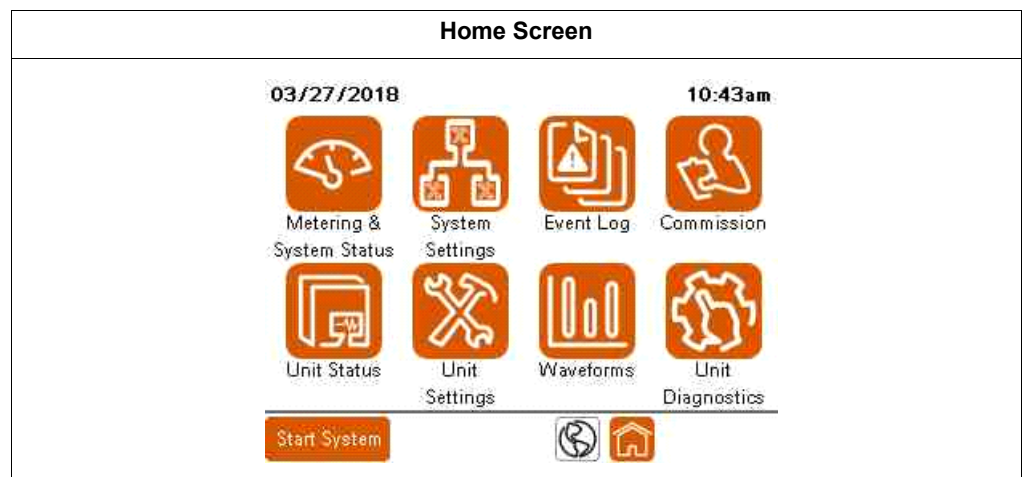 Home Screen
03/27/2018 10:43am
Metering & System Event Log Commission
System Status Settings
Unit Status Unit Waveforms Unit
Settings Diagnostics
Start System